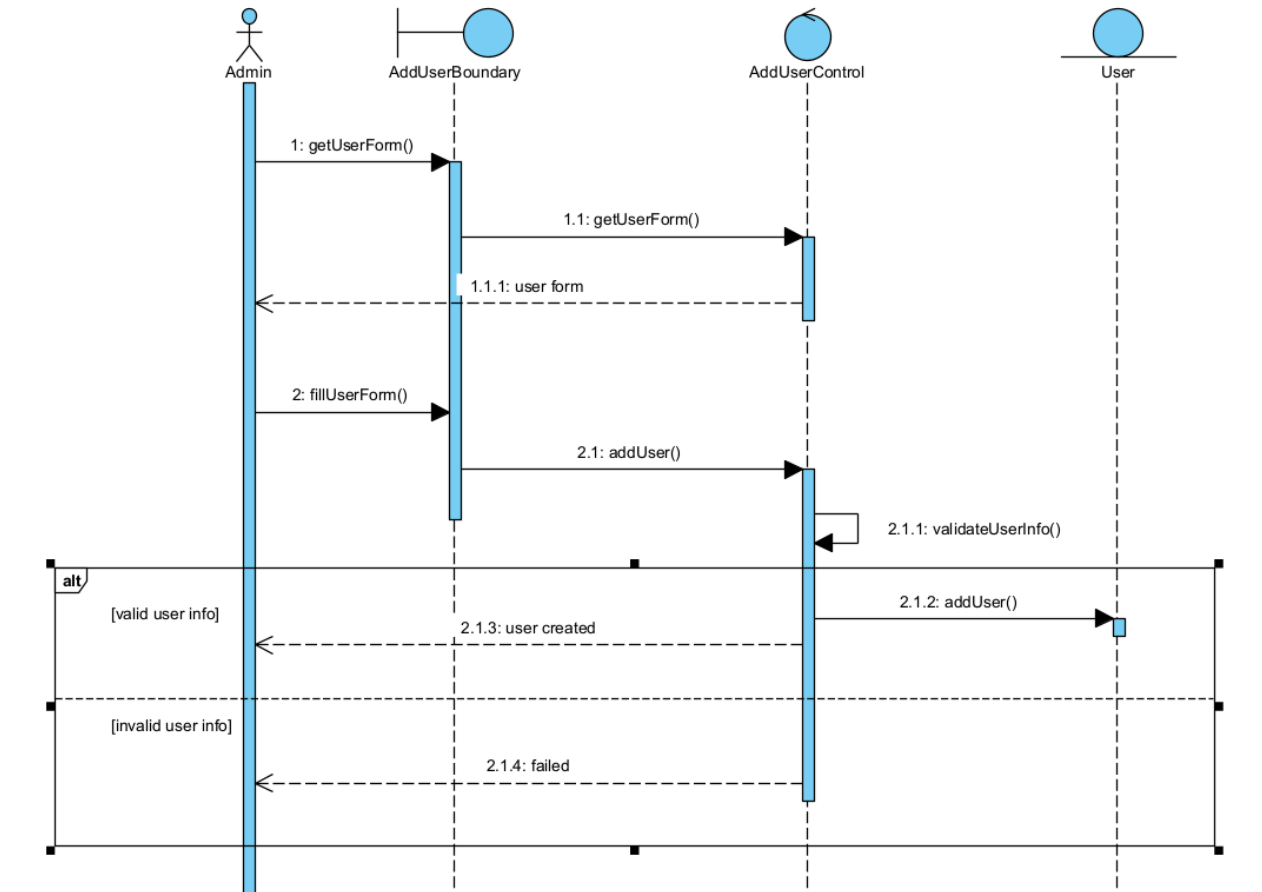 Admin
AddUserBoundary
AddUserControl
User
1: getUserForm()
1.1: getUserForm()
1.1.1: user form
2: fillUserForm()
2.1: addUser()
2.1.1: validateUserInfo()
alt
[valid user info]
2.1.2: addUser()
2.1.3: user created
[invalid user info]
2.1.4: failed